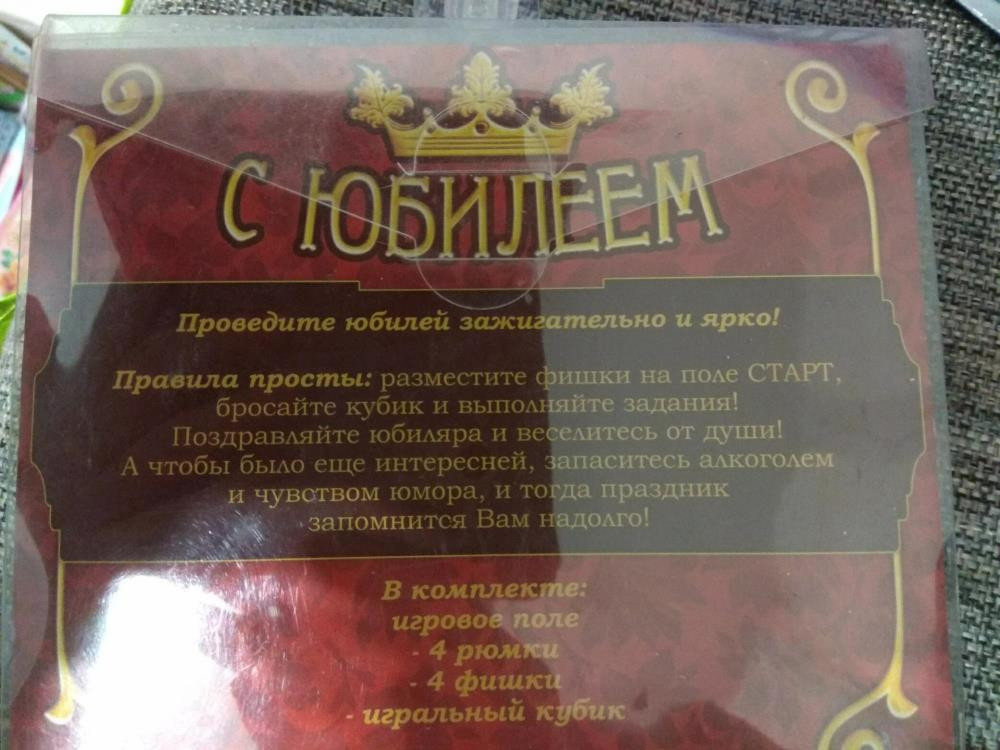 С ЮБИЛЕЕМ
Проведите юбилей зажигательно и ярко!
Правила просты: разместите фишки на поле СТАРТ,
бросайте кубик и выполняйте задания!
Поздравляйте юбиляра и веселитесь от души!
А чтобы было еще интересней, запаситесь алкоголем
и чувством юмора, и тогда праздник
запомнится Вам надолго!
В комплекте:
игровое поле
- 4 рюмки
- 4 фишки
- игральный кубик